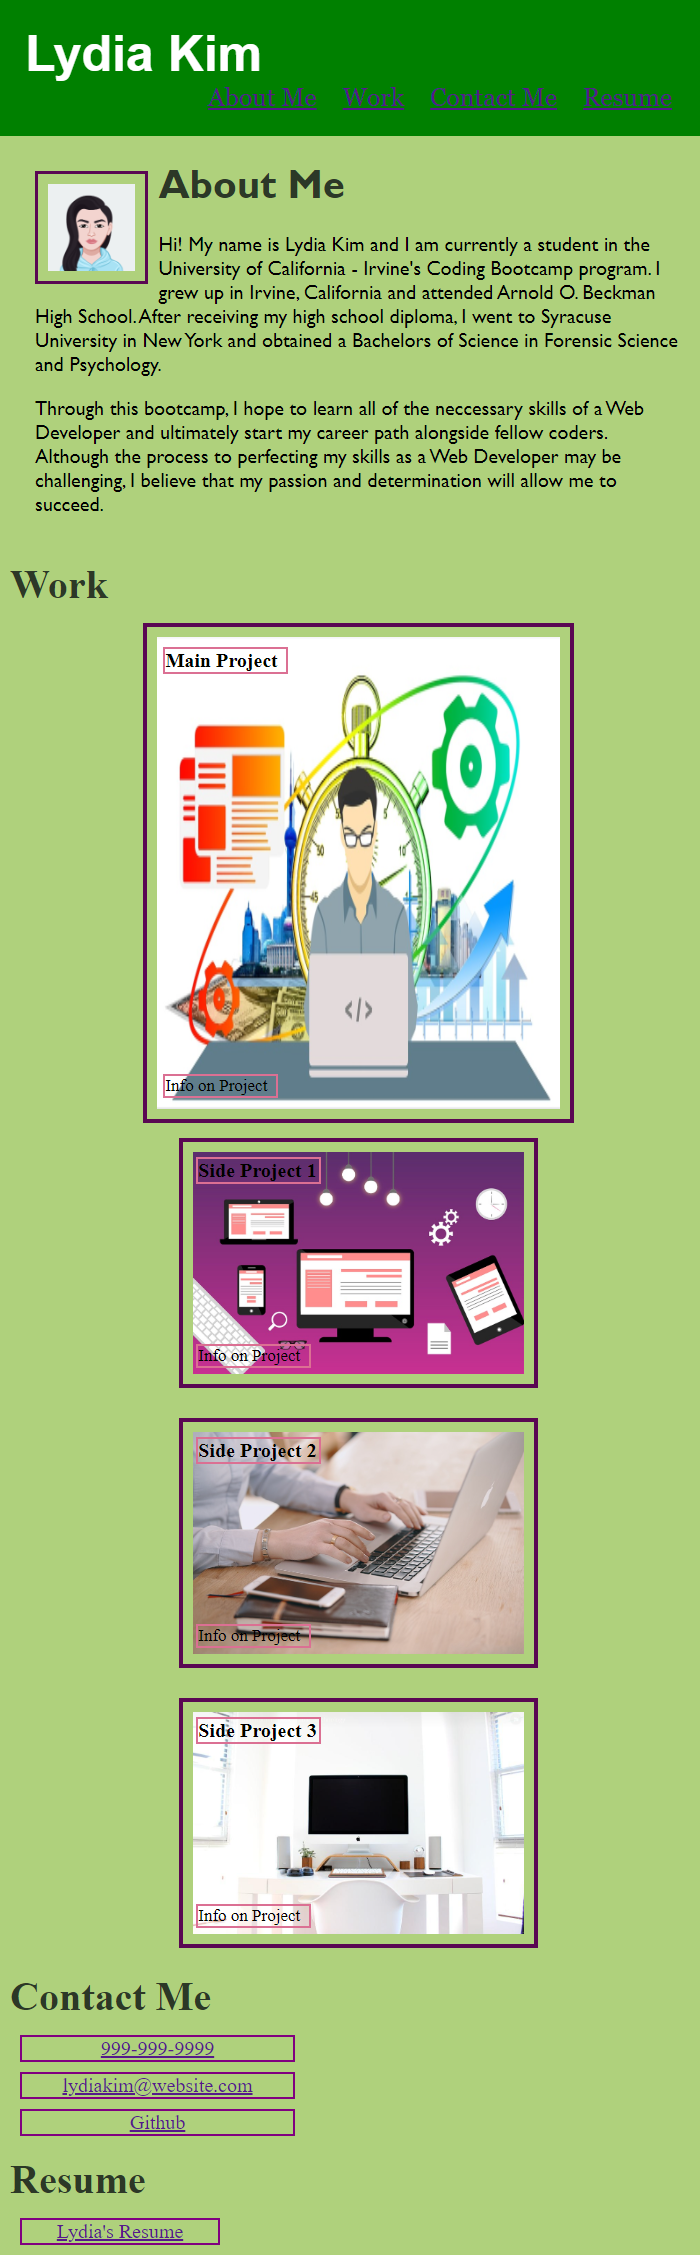 Lydia Kim
About Me Work Contact Me Resume
About Me
Hi! My name is Lydia Kim and I am currently a student in the
University of California - Irvine's Coding Bootcamp program. I
grew up in Irvine, California and attended Arnold O. Beckman
High School. After receiving my high school diploma, I went to Syracuse
University in New York and obtained a Bachelors of Science in Forensic Science
and Psychology.
Through this bootcamp, I hope to learn all of the neccessary skills of a Web
Developer and ultimately start my career path alongside fellow coders.
Although the process to perfecting my skills as a Web Developer may be
challenging, I believe that my passion and determination will allow me to
succeed.
Work
Main Project
5
50
10
45
</>
Info on Project
Side Project 1
Info on Project
Side Project 2
Info on Project
Side Project 3
Info on Project
Contact Me
999-999-9999
lydiakim@website.com
Github
Resume
Lydia's Resume